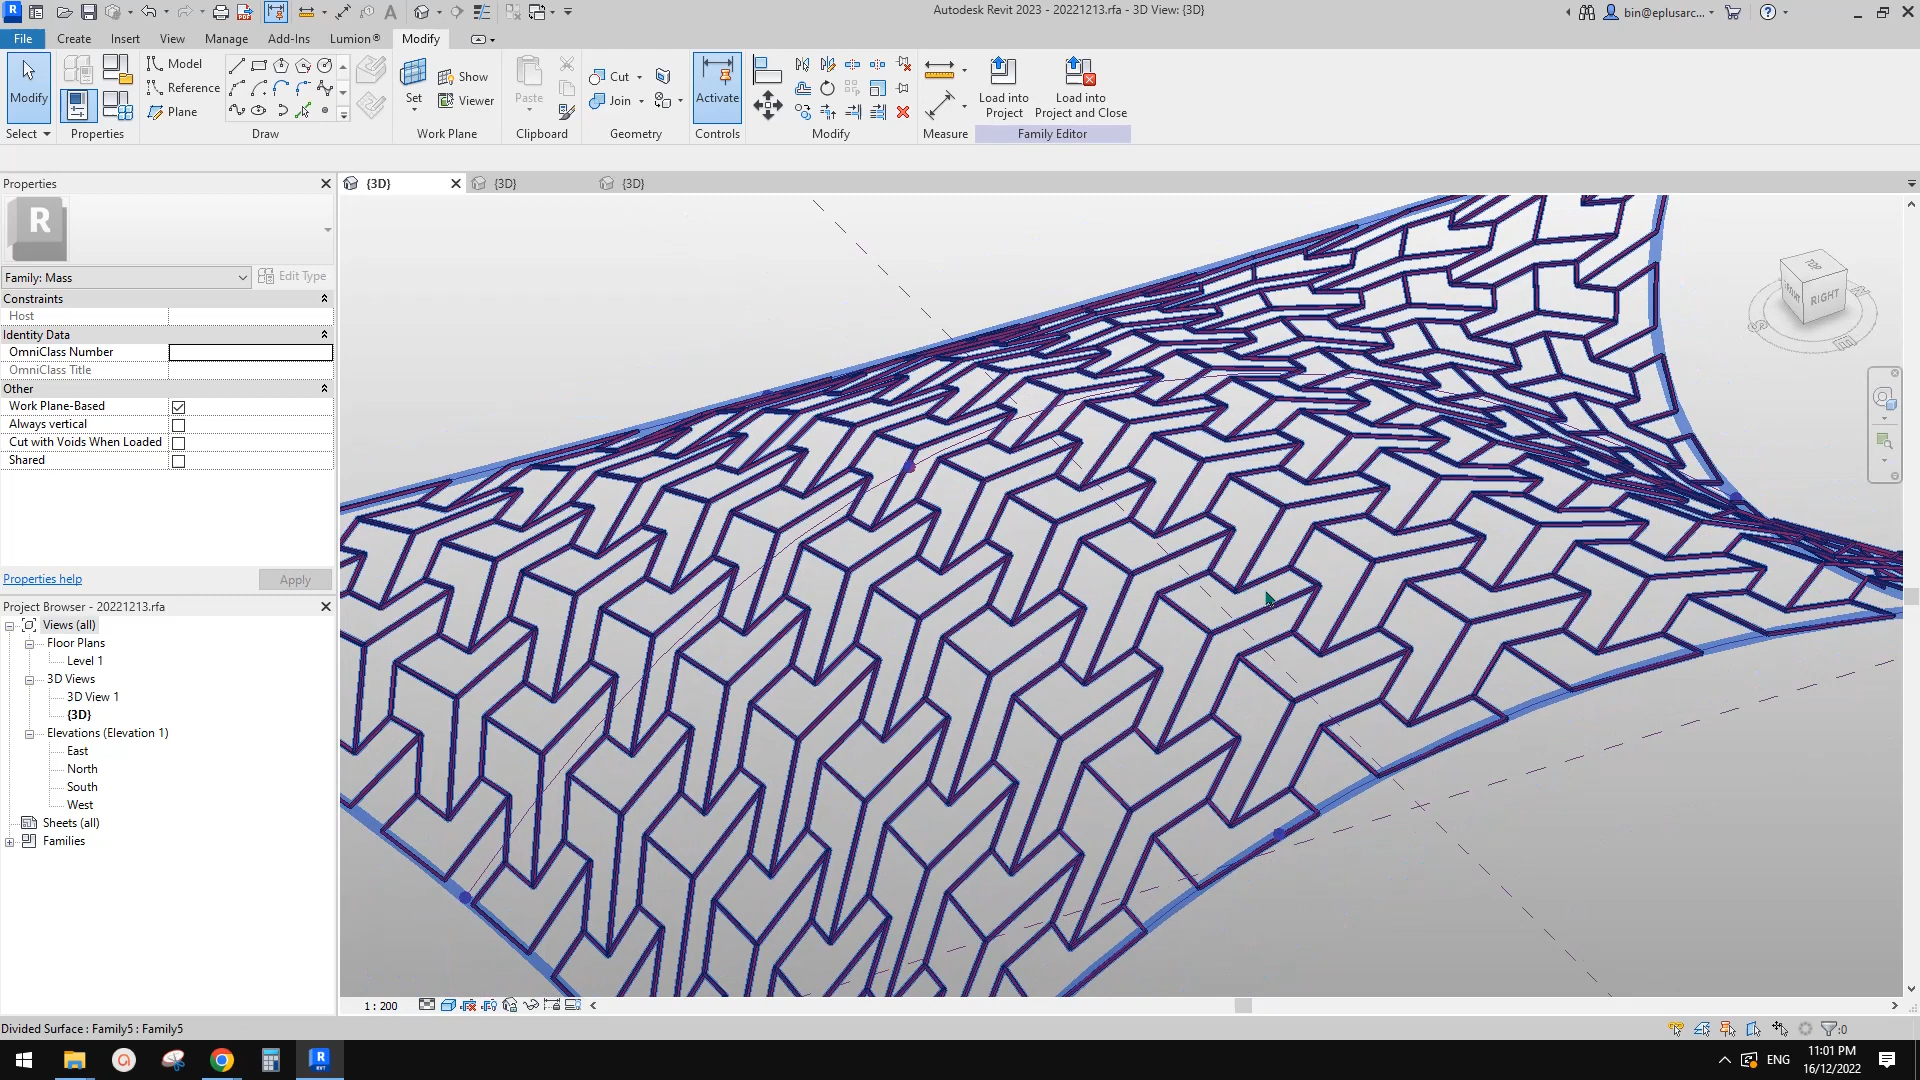 Autodesk Revit 2023 - 20221213.rfa - 3D View: {3D}
bin@eplusarc...
File
Create
Insert
View
Manage
Add-Ins
Lumion®
Modify
Modify
Select
Properties
Model
Reference
Plane
Draw
Set
Show
Viewer
Work Plane
Paste
Clipboard
Cut
Join
Geometry
Activate
Controls
Modify
Measure
Load into
Project
Load into
Project and Close
Family Editor
Properties
R
Family: Mass
Edit Type
Constraints
Host
Identity Data
OmniClass Number
OmniClass Title
Other
Work Plane-Based
Always vertical
Cut with Voids When Loaded
Shared
Properties help
Apply
{3D}
{3D}
{3D}
TOP
FRONT
RIGHT
Project Browser - 20221213.rfa
Views (all)
Floor Plans
Level 1
3D Views
3D View 1
{3D}
Elevations (Elevation 1)
East
North
South
West
Sheets (all)
Families
1 : 200
Divided Surface : Family5 : Family5
:0
ENG
11:01 PM
16/12/2022